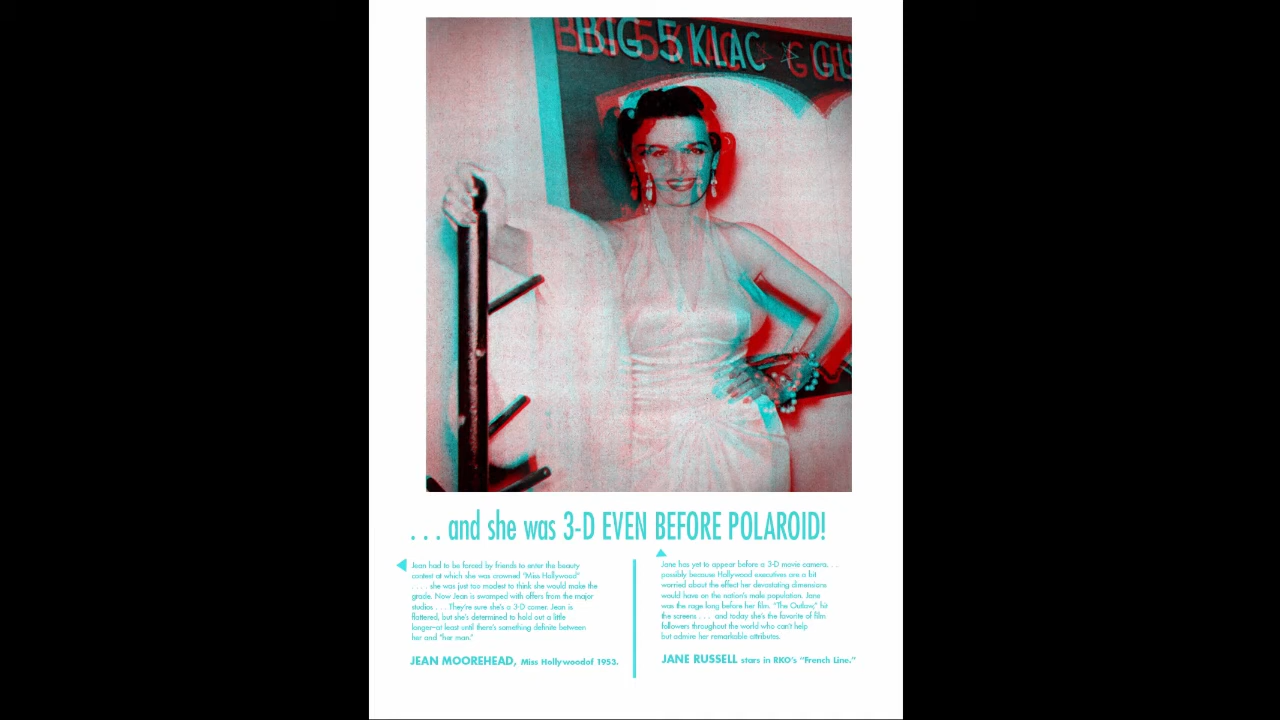 BIG 5 KLAC
. . . and she was 3-D EVEN BEFORE POLAROID!
Jean had to be forced by friends to enter the beauty
contest at which she was crowned "Miss Hollywood"
. . . . she was just too modest to think she would make the
grade. Now Jean is swamped with offers from the major
studios . . . They're sure she's a 3-D comer. Jean is
flattered, but she's determined to hold out a little
longer—at least until there's something definite between
her and "her man."
JEAN MOOREHEAD, Miss Hollywoodof 1953.
Jane has yet to appear before a 3-D movie camera. . .
possibly because Hollywood executives are a bit
worried about the effect her devastating dimensions
would have on the nation's male population. Jane
was the rage long before her film, "The Outlaw," hit
the screens . . . and today she's the favorite of film
followers throughout the world who can't help
but admire her remarkable attributes.
JANE RUSSELL stars in RKO's "French Line."